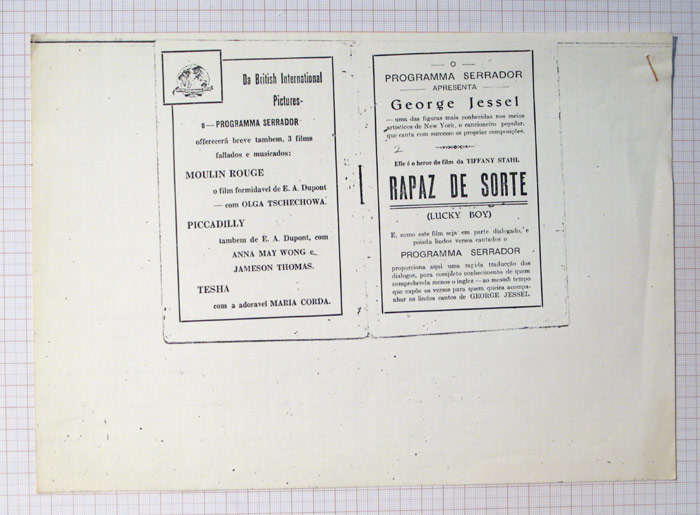 Da British International
Pictures-
o — PROGRAMMA SERRADOR
offerecerá breve tambem, 3 films
fallados e musicados:
MOULIN ROUGE
o film formidavel de E. A. Dupont
— com OLGA TSCHECHOWA.
PICCADILLY
tambem de E. A. Dupont, com
ANNA MAY WONG e
JAMESON THOMAS.
TESHA
com a adoravel MARIA CORDA.
— O —
PROGRAMMA SERRADOR
APRESENTA
George Jessel
— uma das figuras mais conhecidas nos meios
artisticos de New York, o cancioneiro popular,
que canta com successo as proprias composições.
2
Elle é o heroe do film da TIFFANY STAHL
RAPAZ DE SORTE
(LUCKY BOY)
E, como este film seja em parte dialogado, e
possúa lindos versos cantados o
PROGRAMMA SERRADOR
proporciona aqui uma rapida traducção dos
dialogos, para completo conhecimento de quem
comprehenda menos o inglez — ao mesmo tempo
que expõe os versos para quem queira acompa-
nhar os lindos cantos de GEORGE JESSEL.